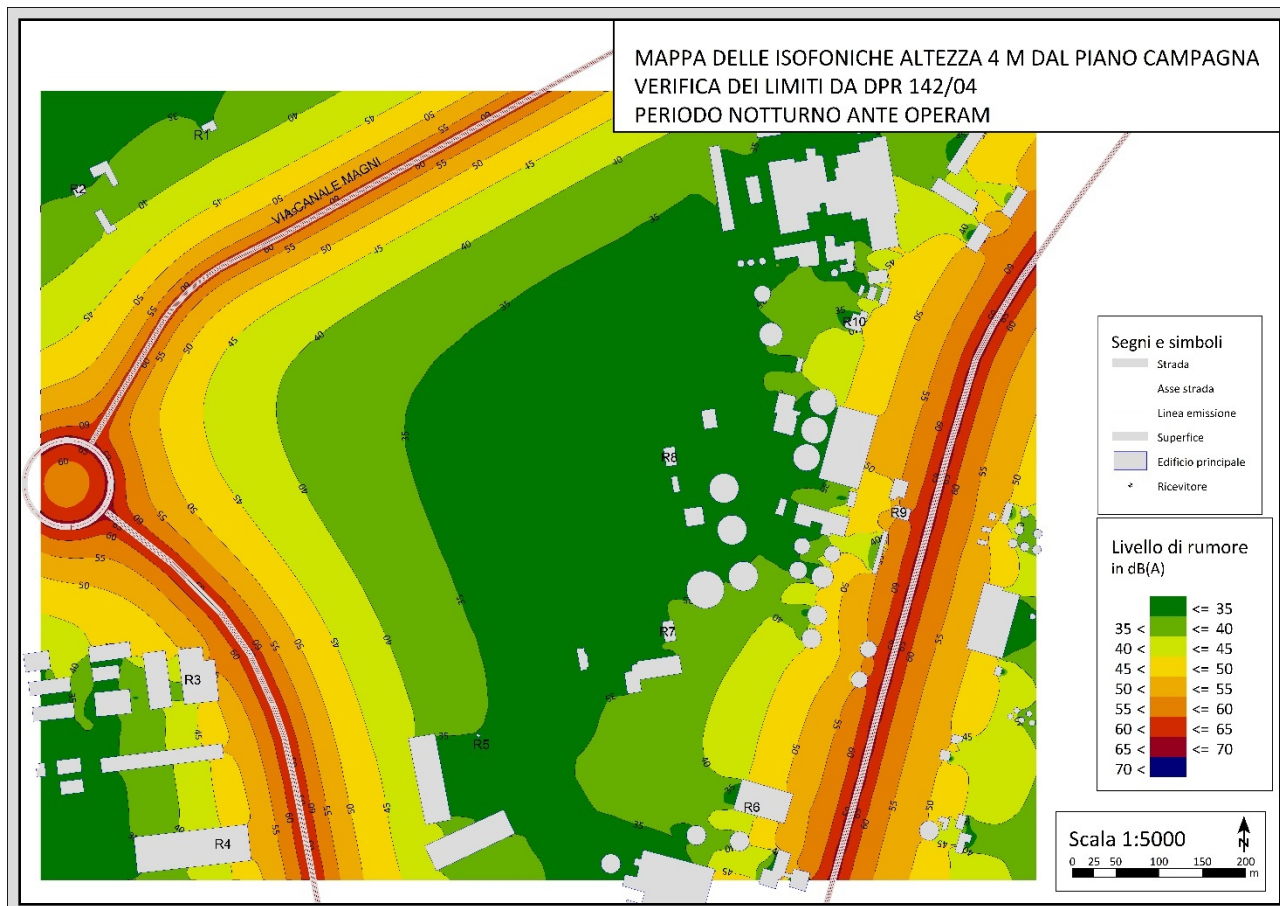 MAPPA DELLE ISOFONICHE ALTEZZA 4 M DAL PIANO CAMPAGNA
VERIFICA DEI LIMITI DA DPR 142/04
PERIODO NOTTURNO ANTE OPERAM
R1
R2
VIA CANALE MAGNI
R10
R8
R9
R7
R3
R5
R6
R4
Segni e simboli
Strada
Asse strada
Linea emissione
Superfice
Edificio principale
Ricevitore
Livello di rumore
in dB(A)
<= 35
35 < <= 40
40 < <= 45
45 < <= 50
50 < <= 55
55 < <= 60
60 < <= 65
65 < <= 70
70 <
Scala 1:5000
N
0 25 50 100 150 200
m